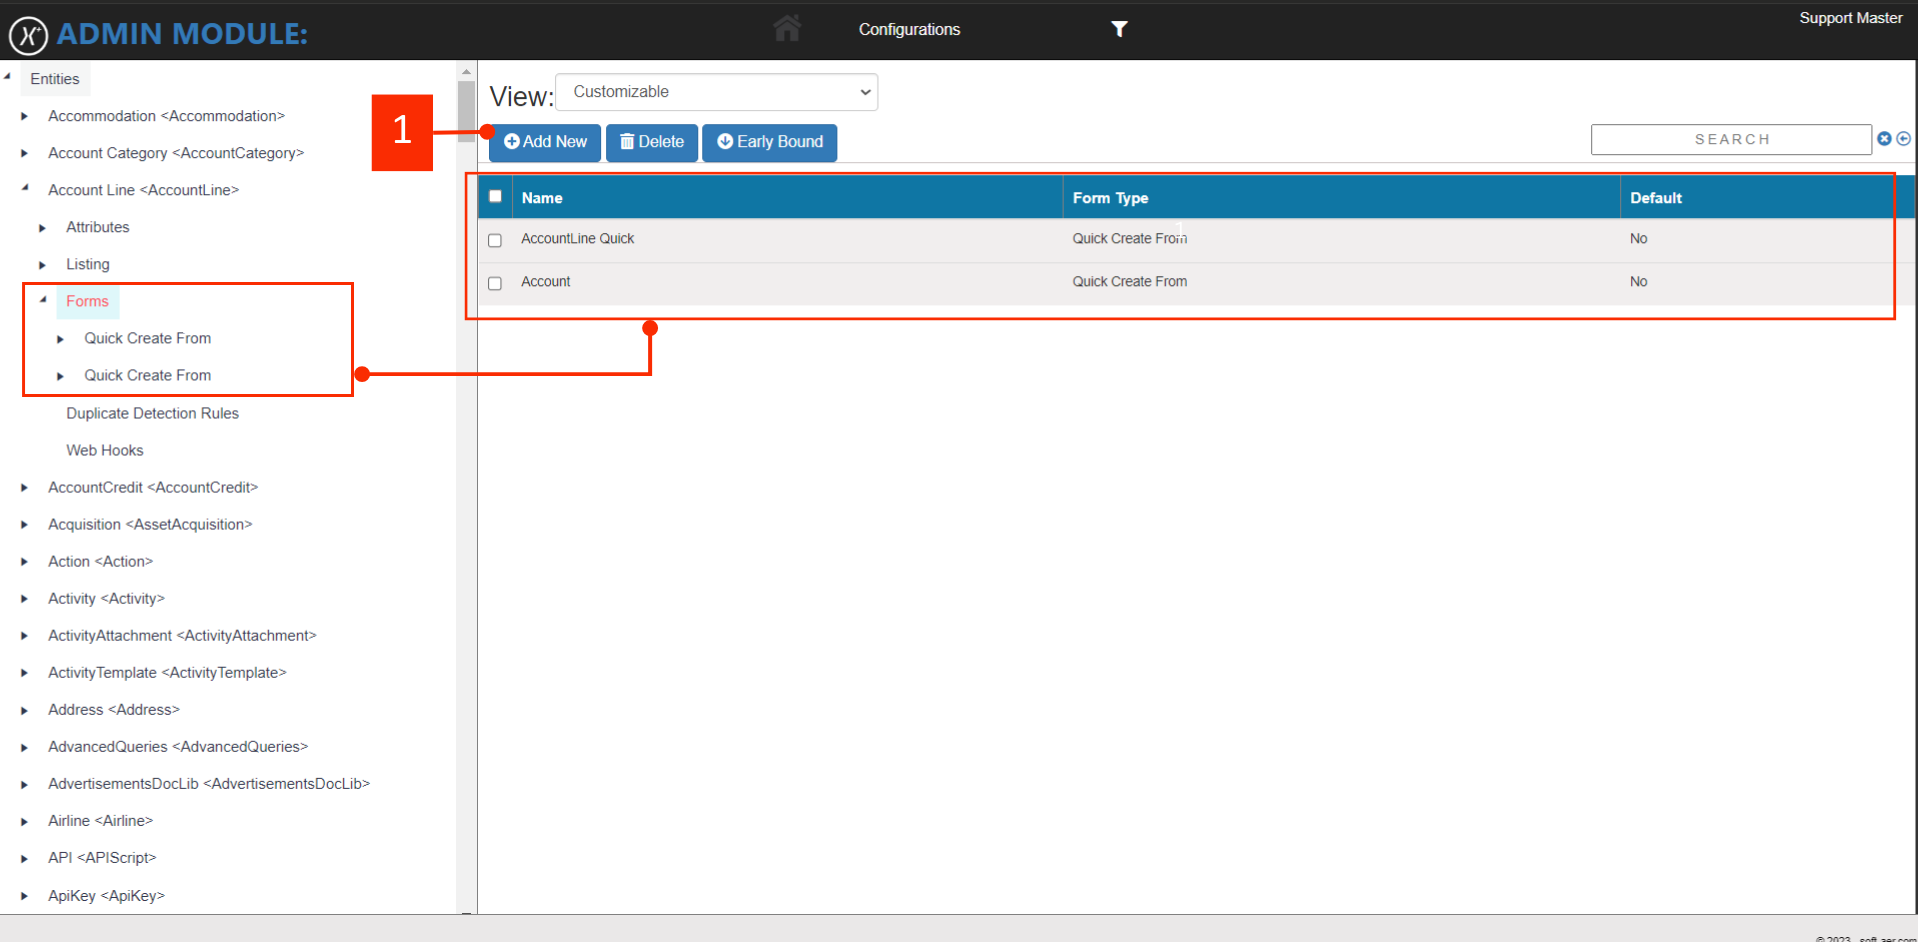 ADMIN MODULE:
Configurations
Support Master
Entities
Accommodation <Accommodation>
Account Category <AccountCategory>
Account Line <AccountLine>
Attributes
Listing
Forms
Quick Create From
Quick Create From
Duplicate Detection Rules
Web Hooks
AccountCredit <AccountCredit>
Acquisition <AssetAcquisition>
Action <Action>
Activity <Activity>
ActivityAttachment <ActivityAttachment>
ActivityTemplate <ActivityTemplate>
Address <Address>
AdvancedQueries <AdvancedQueries>
AdvertisementsDocLib <AdvertisementsDocLib>
Airline <Airline>
API <APIScript>
ApiKey <ApiKey>
1
View: Customizable
Add New Delete Early Bound
SEARCH
Name Form Type Default
AccountLine Quick Quick Create From No
1
Account Quick Create From No
© 2023